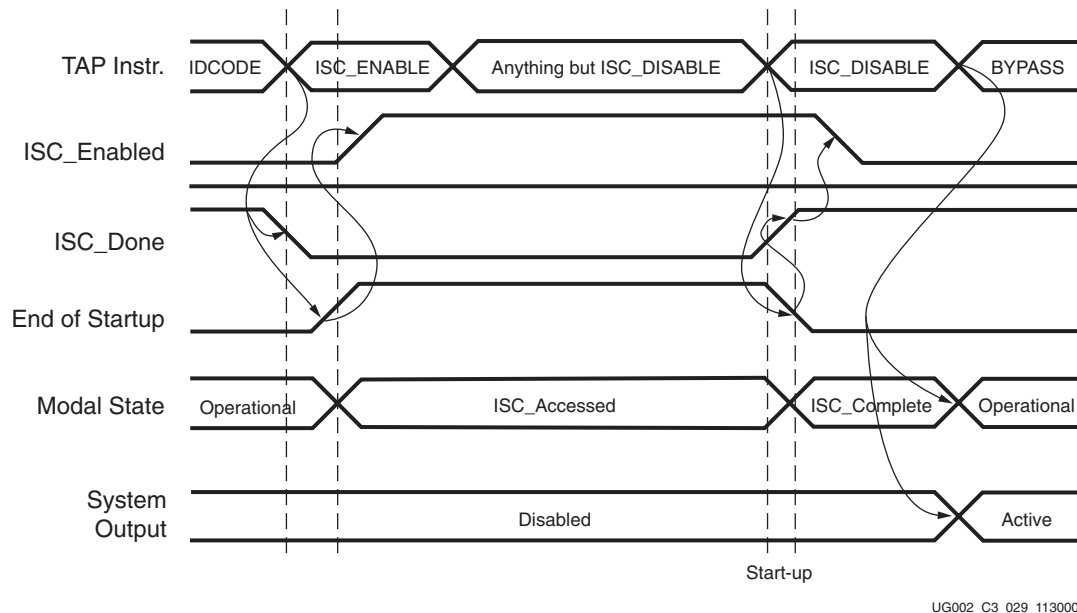 TAP Instr.
IDCODE
ISC_ENABLE
Anything but ISC_DISABLE
ISC_DISABLE
BYPASS
ISC_Enabled
ISC_Done
End of Startup
Modal State
Operational
ISC_Accessed
ISC_Complete
Operational
System
Output
Disabled
Active
Start-up
UG002_C3_029_113000